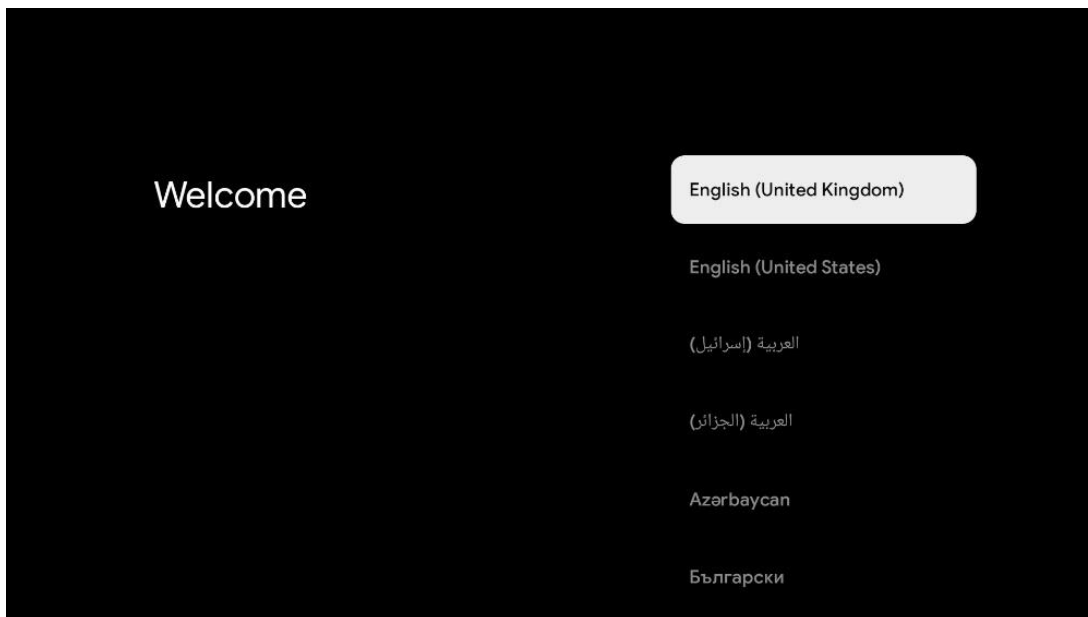 Welcome
English (United Kingdom)
English (United States)
العربية (إسرائيل)
العربية (الجزائر)
Azərbaycan
Български